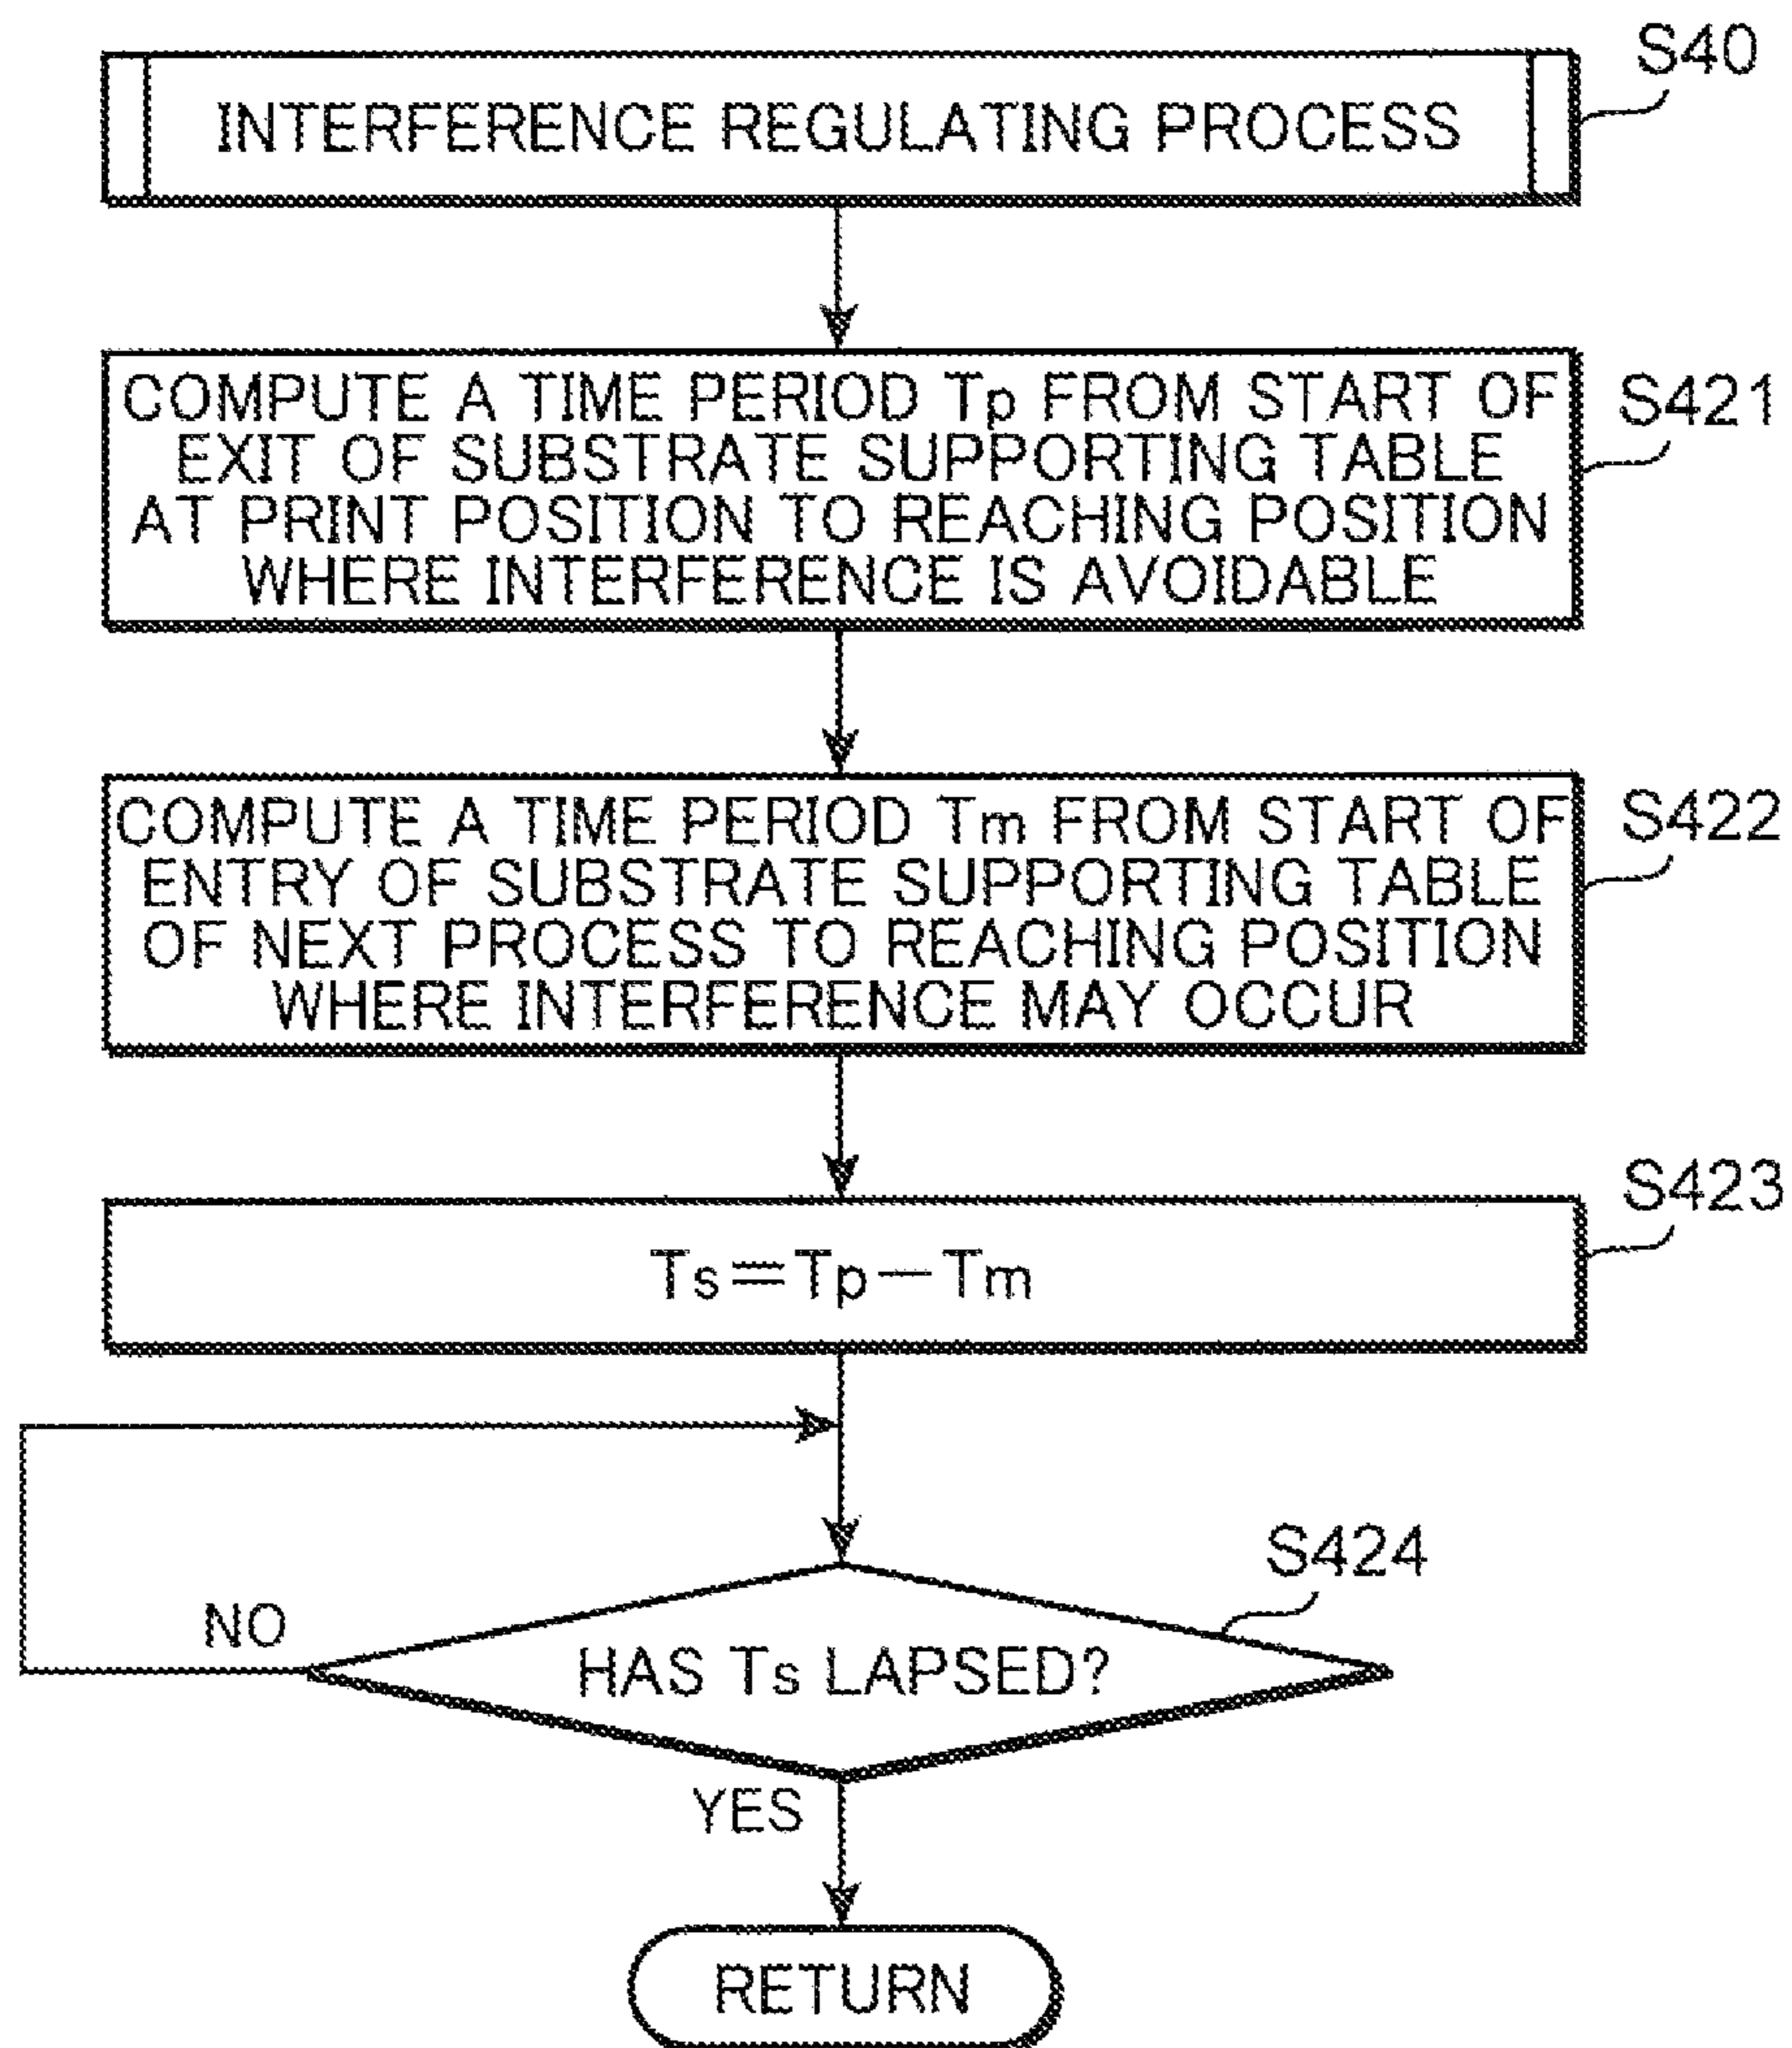 S40
INTERFERENCE REGULATING PROCESS
COMPUTE A TIME PERIOD Tp FROM START OF
EXIT OF SUBSTRATE SUPPORTING TABLE
AT PRINT POSITION TO REACHING POSITION
WHERE INTERFERENCE IS AVOIDABLE
S421
COMPUTE A TIME PERIOD Tm FROM START OF
ENTRY OF SUBSTRATE SUPPORTING TABLE
OF NEXT PROCESS TO REACHING POSITION
WHERE INTERFERENCE MAY OCCUR
S422
S423
Ts=Tp-Tm
S424
NO
HAS Ts LAPSED?
YES
RETURN